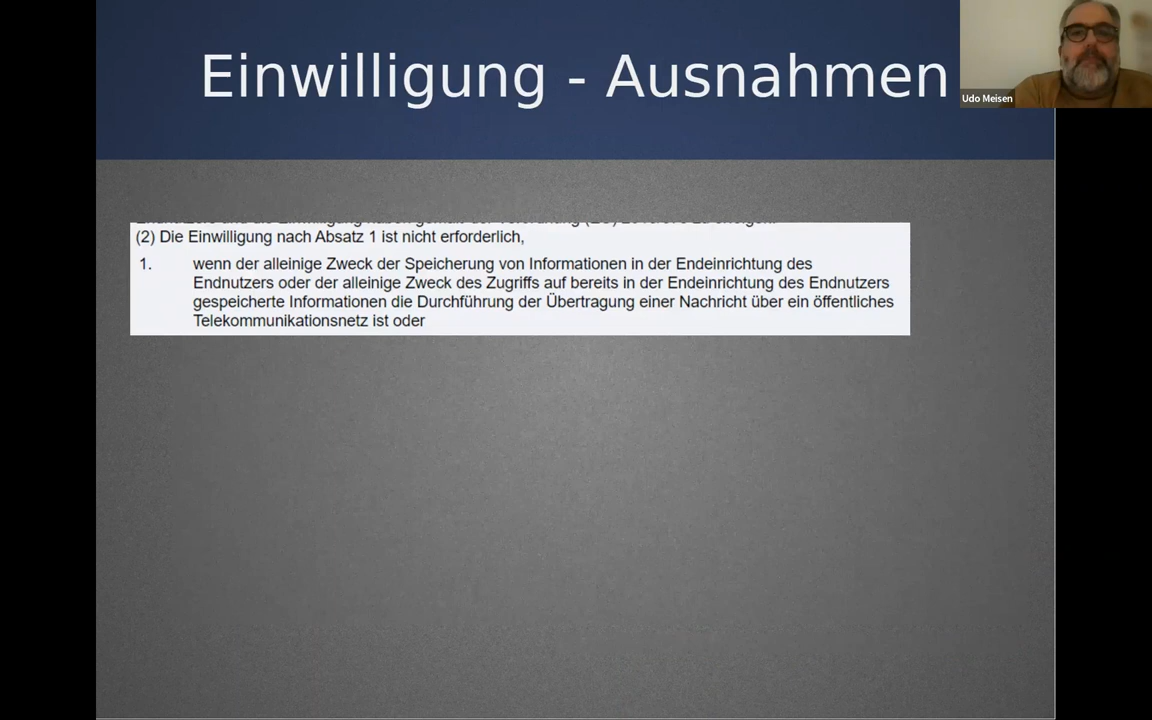 Einwilligung - Ausnahmen
Udo Meisen
(2) Die Einwilligung nach Absatz 1 ist nicht erforderlich,
1. wenn der alleinige Zweck der Speicherung von Informationen in der Endeinrichtung des
Endnutzers oder der alleinige Zweck des Zugriffs auf bereits in der Endeinrichtung des Endnutzers
gespeicherte Informationen die Durchführung der Übertragung einer Nachricht über ein öffentliches
Telekommunikationsnetz ist oder